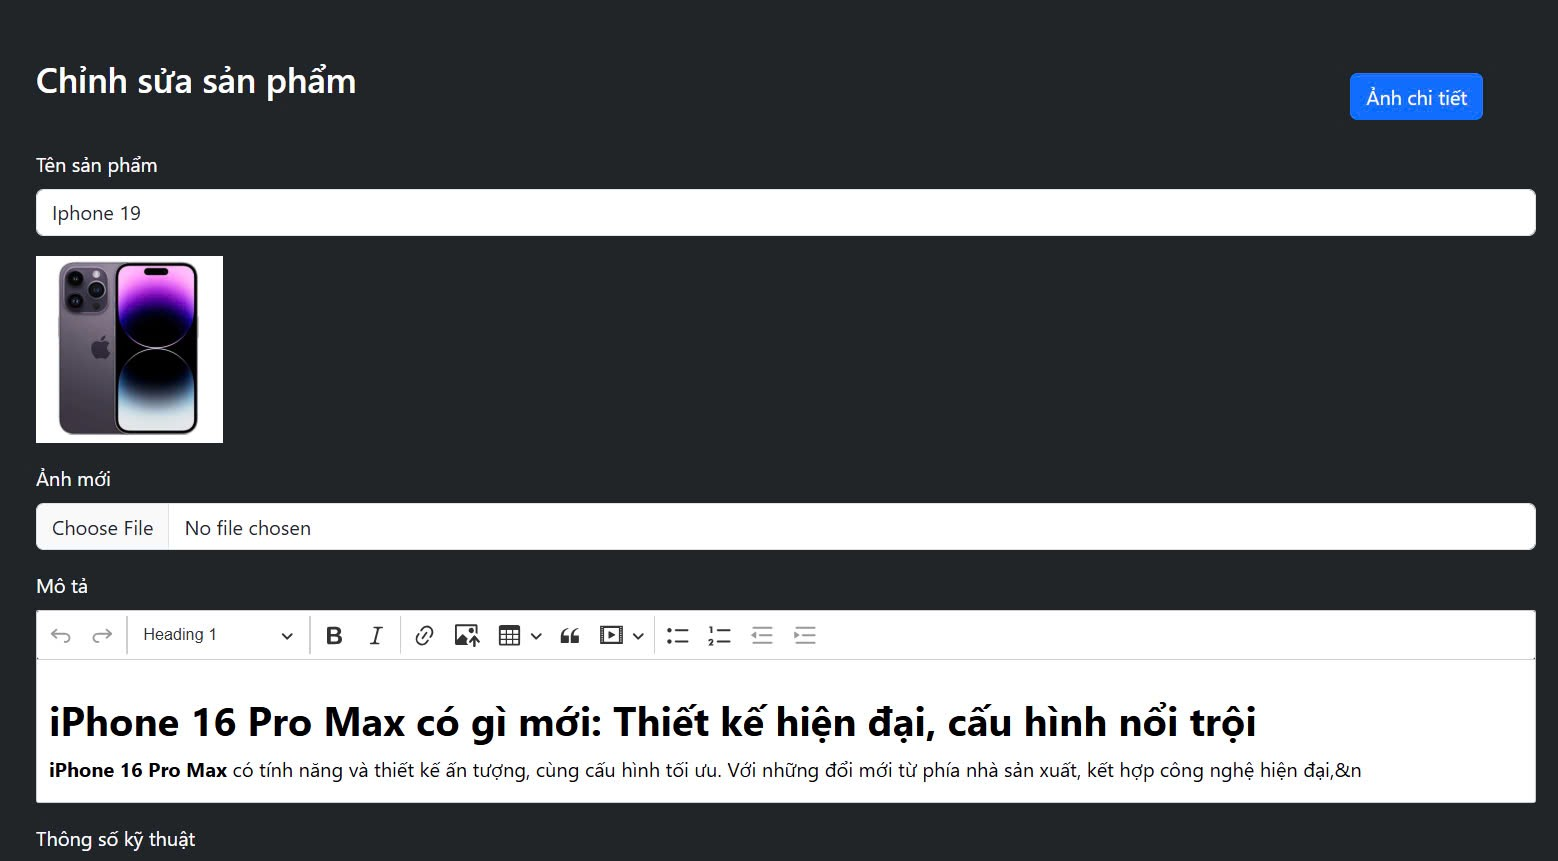 Chỉnh sửa sản phẩm
Ảnh chi tiết
Tên sản phẩm
Iphone 19
Ảnh mới
Choose File No file chosen
Mô tả
Heading 1
iPhone 16 Pro Max có gì mới: Thiết kế hiện đại, cấu hình nổi trội
iPhone 16 Pro Max có tính năng và thiết kế ấn tượng, cùng cấu hình tối ưu. Với những đổi mới từ phía nhà sản xuất, kết hợp công nghệ hiện đại,&n
Thông số kỹ thuật